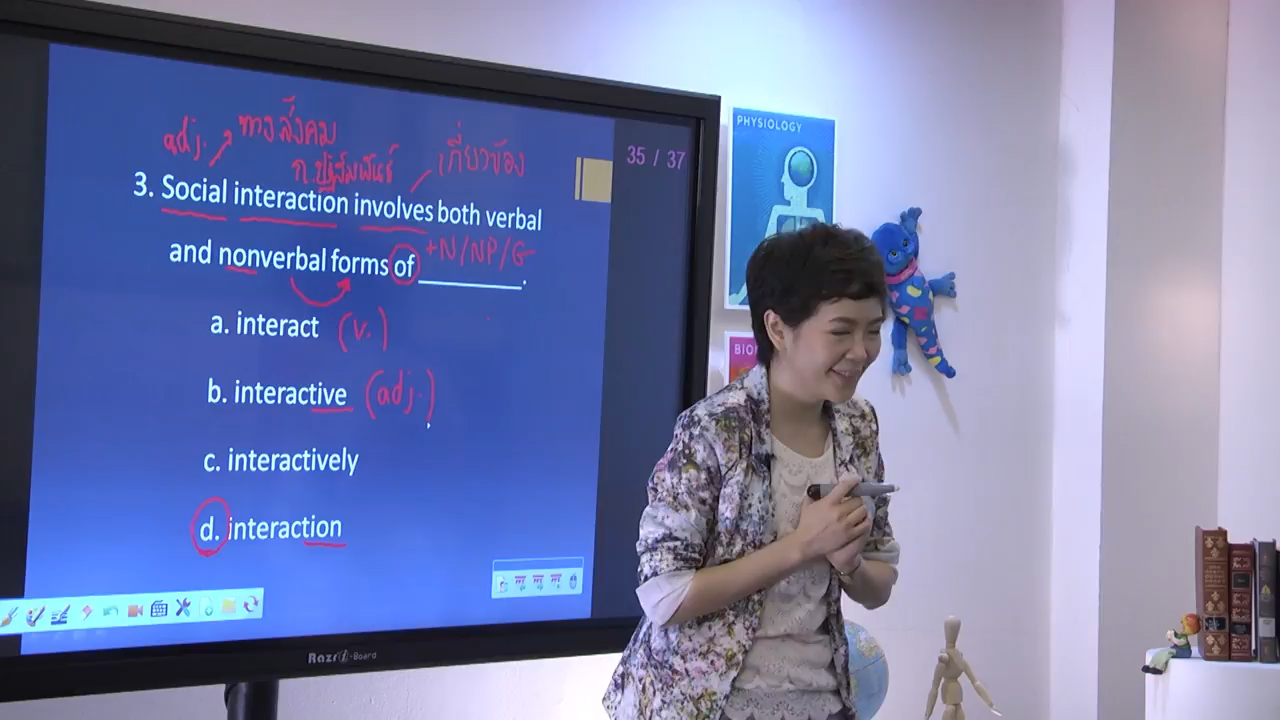 adj. ทางสังคม
ก.ปฏิสัมพันธ์ เกี่ยวข้อง
35 / 37
3. Social interaction involves both verbal
and nonverbal forms of ________.
+N/NP/G
a. interact (v.)
b. interactive (adj.)
c. interactively
d. interaction
Razr i-Board
PHYSIOLOGY
BIO